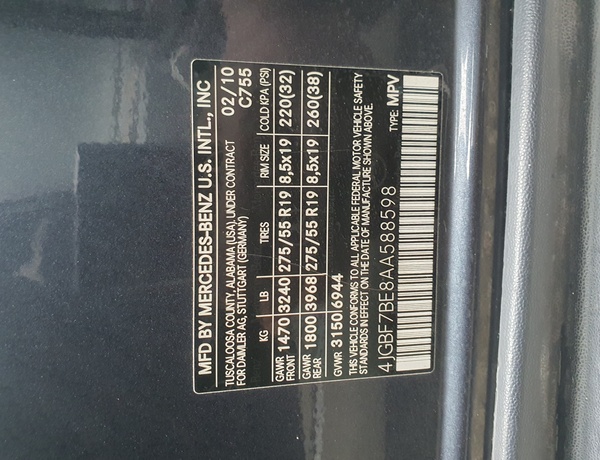 MFD BY MERCEDES-BENZ U.S. INTL., INC
TUSCALOOSA COUNTY, ALABAMA (USA), UNDER CONTRACT 02/10
FOR DAIMLER AG, STUTTGART (GERMANY) C755
KG LB TIRES RIM SIZE COLD KPA (PSI)
GAWR FRONT 1470 3240 275/55 R19 8,5x19 220(32)
GAWR REAR 1800 3968 275/55 R19 8,5x19 260(38)
GVWR 3150/6944
THIS VEHICLE CONFORMS TO ALL APPLICABLE FEDERAL MOTOR VEHICLE SAFETY
STANDARDS IN EFFECT ON THE DATE OF MANUFACTURE SHOWN ABOVE.
4JGBF7BE8AA588598 TYPE: MPV